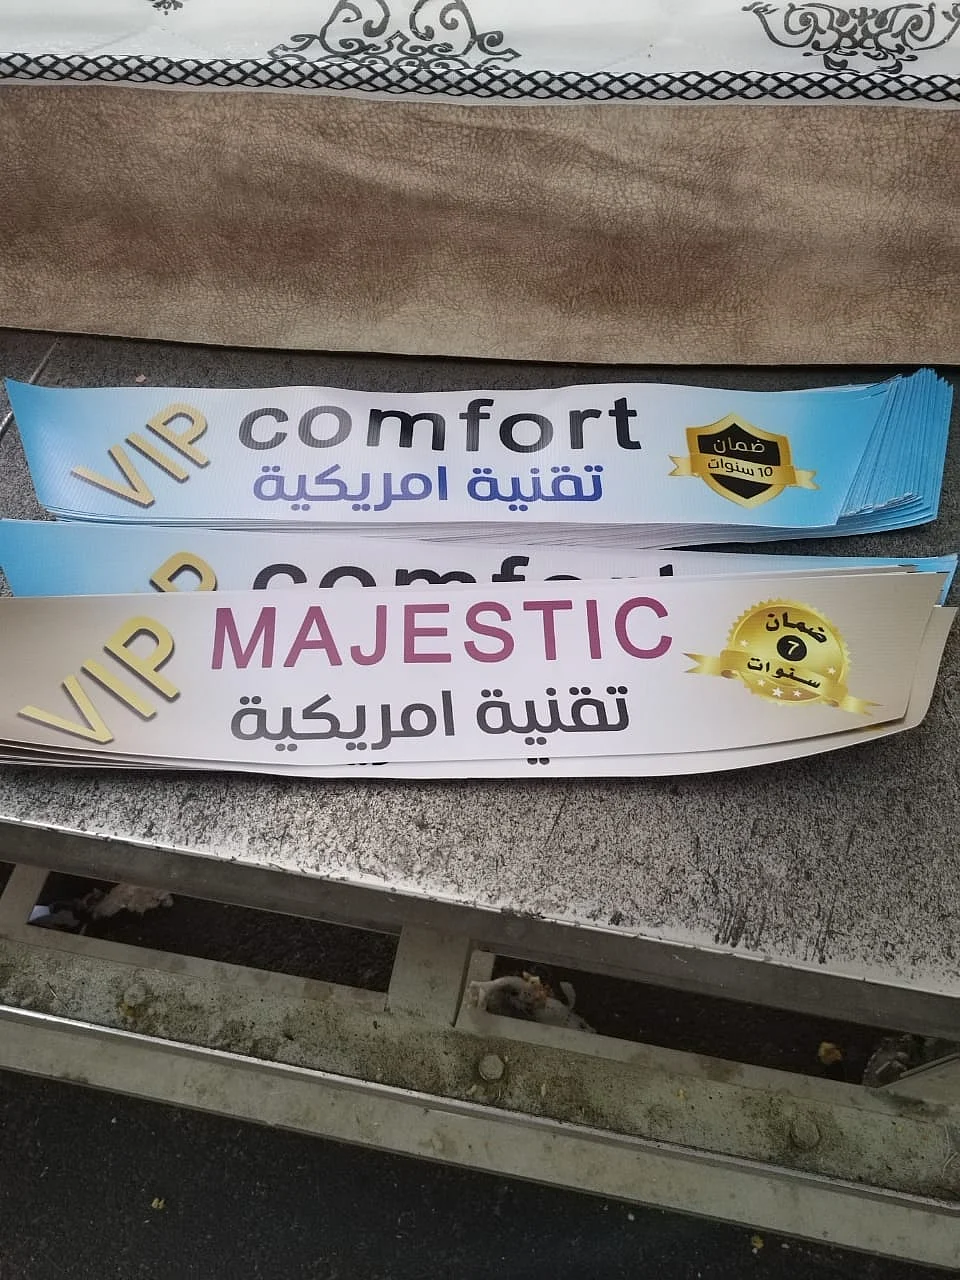 VIP comfort
تقنية امريكية
ضمان
10 سنوات
VIP comfort
VIP MAJESTIC
تقنية امريكية
ضمان
7
سنوات